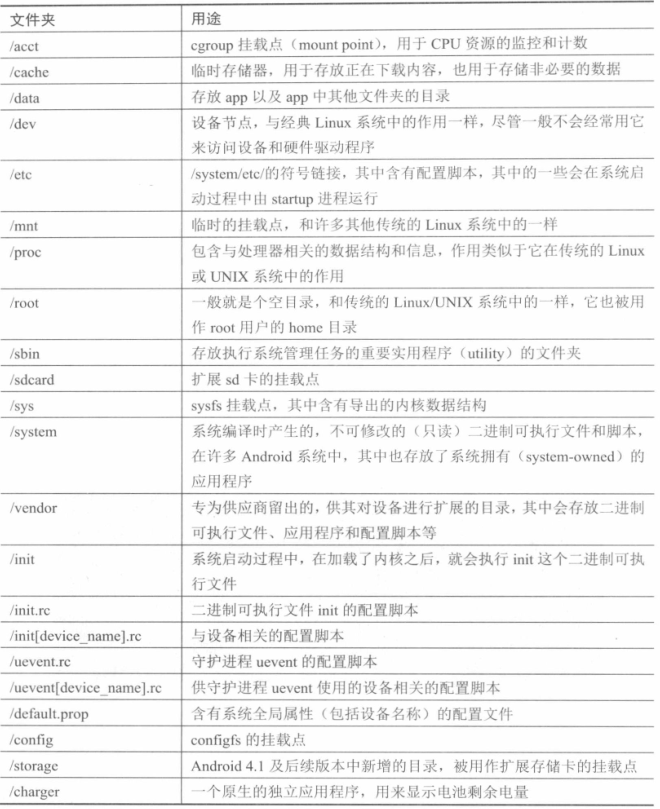 文件夹 用途
/acct cgroup 挂载点（mount point），用于 CPU 资源的监控和计数
/cache 临时存储器，用于存放正在下载内容，也用于存储非必要的数据
/data 存放 app 以及 app 中其他文件夹的目录
/dev 设备节点，与经典 Linux 系统中的作用一样，尽管一般不会经常用它
来访问设备和硬件驱动程序
/etc /system/etc/的符号链接，其中含有配置脚本，其中的一些会在系统启
动过程中由 startup 进程运行
/mnt 临时的挂载点，和许多其他传统的 Linux 系统中的一样
/proc 包含与处理器相关的数据结构和信息，作用类似于它在传统的 Linux
或 UNIX 系统中的作用
/root 一般就是个空目录，和传统的 Linux/UNIX 系统中的一样，它也被用
作 root 用户的 home 目录
/sbin 存放执行系统管理任务的重要实用程序（utility）的文件夹
/sdcard 扩展 sd 卡的挂载点
/sys sysfs 挂载点，其中含有导出的内核数据结构
/system 系统编译时产生的，不可修改的（只读）二进制可执行文件和脚本，
在许多 Android 系统中，其中也存放了系统拥有（system-owned）的
应用程序
/vendor 专为供应商留出的，供其对设备进行扩展的目录，其中会存放二进制
可执行文件、应用程序和配置脚本等
/init 系统启动过程中，在加载了内核之后，就会执行 init 这个二进制可执
行文件
/init.rc 二进制可执行文件 init 的配置脚本
/init[device_name].rc 与设备相关的配置脚本
/uevent.rc 守护进程 uevent 的配置脚本
/uevent[device_name].rc 供守护进程 uevent 使用的设备相关的配置脚本
/default.prop 含有系统全局属性（包括设备名称）的配置文件
/config configfs 的挂载点
/storage Android 4.1 及后续版本中新增的目录，被用作扩展存储卡的挂载点
/charger 一个原生的独立应用程序，用来显示电池剩余电量